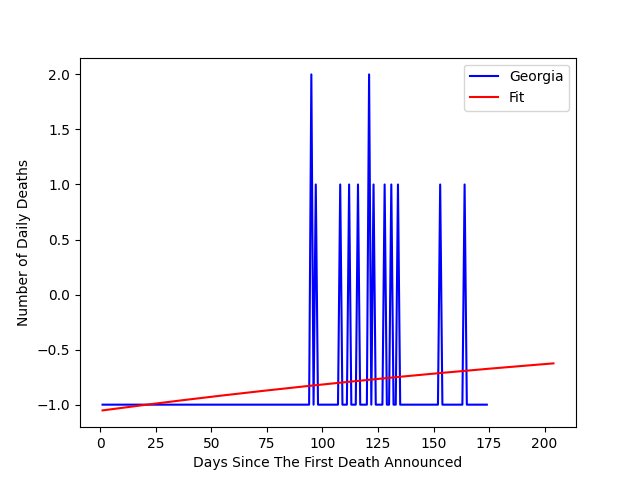 Georgia
Fit
2.0
1.5
1.0
0.5
0.0
−0.5
−1.0
Number of Daily Deaths
0 25 50 75 100 125 150 175 200
Days Since The First Death Announced